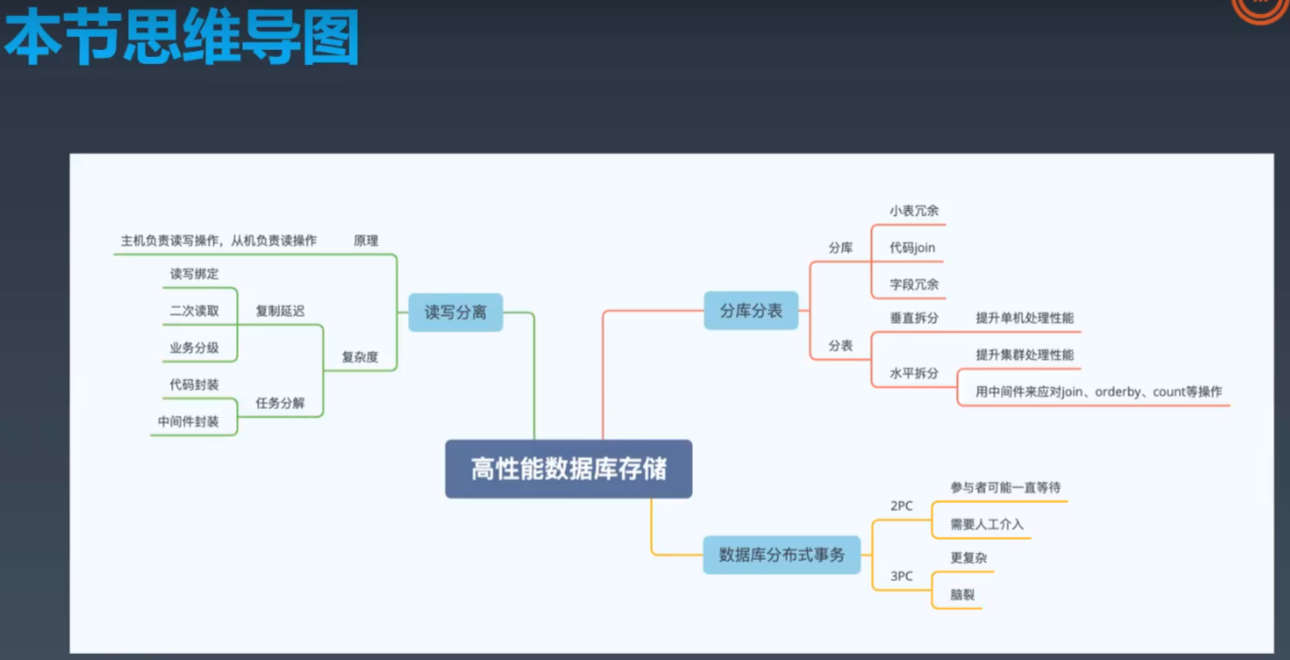 本节思维导图
主机负责读写操作，从机负责读操作
原理
读写绑定
二次读取
业务分级
复制延迟
代码封装
中间件封装
任务分解
复杂度
读写分离
高性能数据库存储
分库分表
分库
小表冗余
代码join
字段冗余
分表
垂直拆分
提升单机处理性能
水平拆分
提升集群处理性能
用中间件来应对join、orderby、count等操作
数据库分布式事务
2PC
参与者可能一直等待
需要人工介入
3PC
更复杂
脑裂